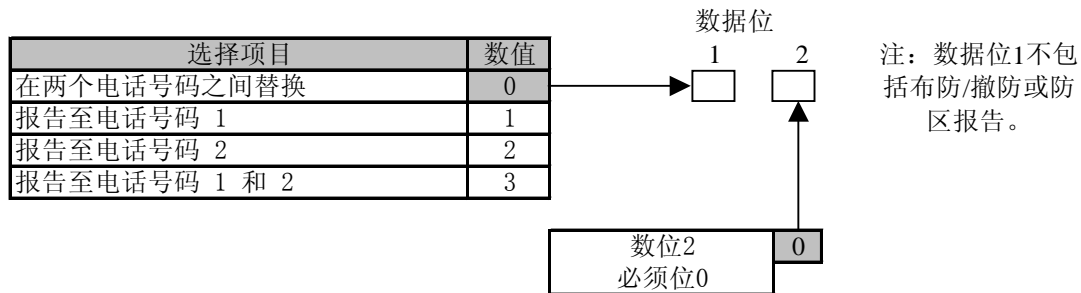 数据位
选择项目 数值 1 2
在两个电话号码之间替换 0
报告至电话号码 1 1
报告至电话号码 2 2
报告至电话号码 1 和 2 3
注：数据位1不包
括布防/撤防或防
区报告。
数位2 0
必须位0